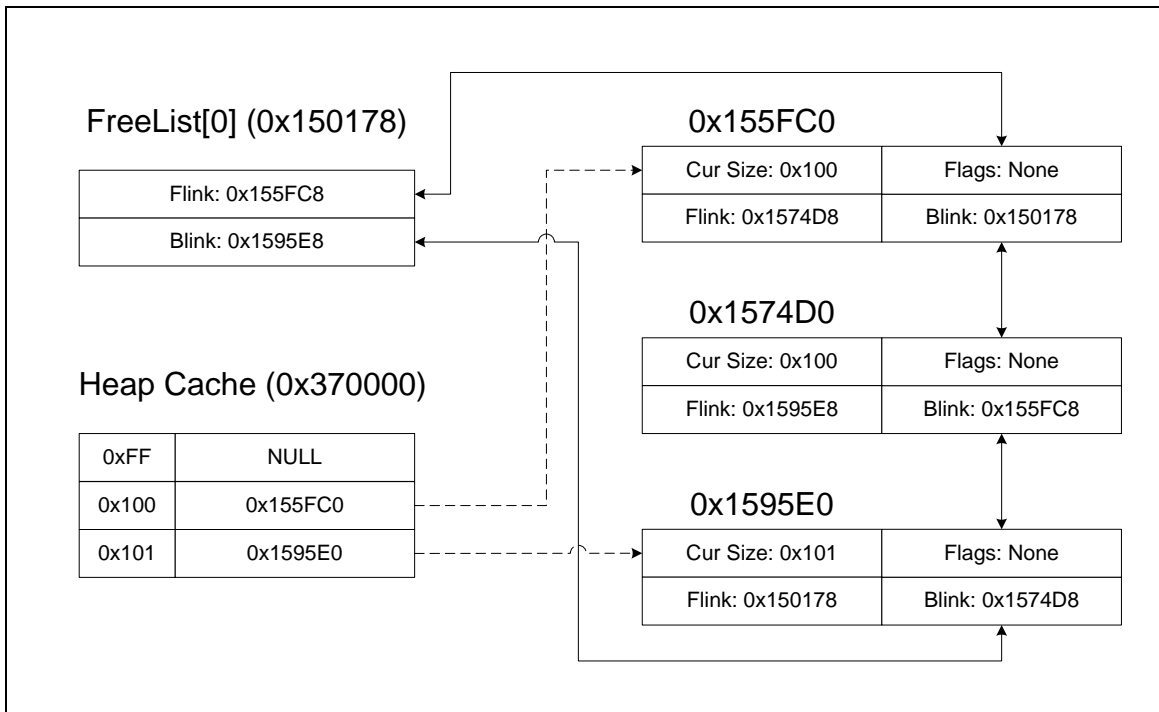 FreeList[0] (0x150178)
Flink: 0x155FC8
Blink: 0x1595E8
Heap Cache (0x370000)
0xFF NULL
0x100 0x155FC0
0x101 0x1595E0
0x155FC0
Cur Size: 0x100 Flags: None
Flink: 0x1574D8 Blink: 0x150178
0x1574D0
Cur Size: 0x100 Flags: None
Flink: 0x1595E8 Blink: 0x155FC8
0x1595E0
Cur Size: 0x101 Flags: None
Flink: 0x150178 Blink: 0x1574D8